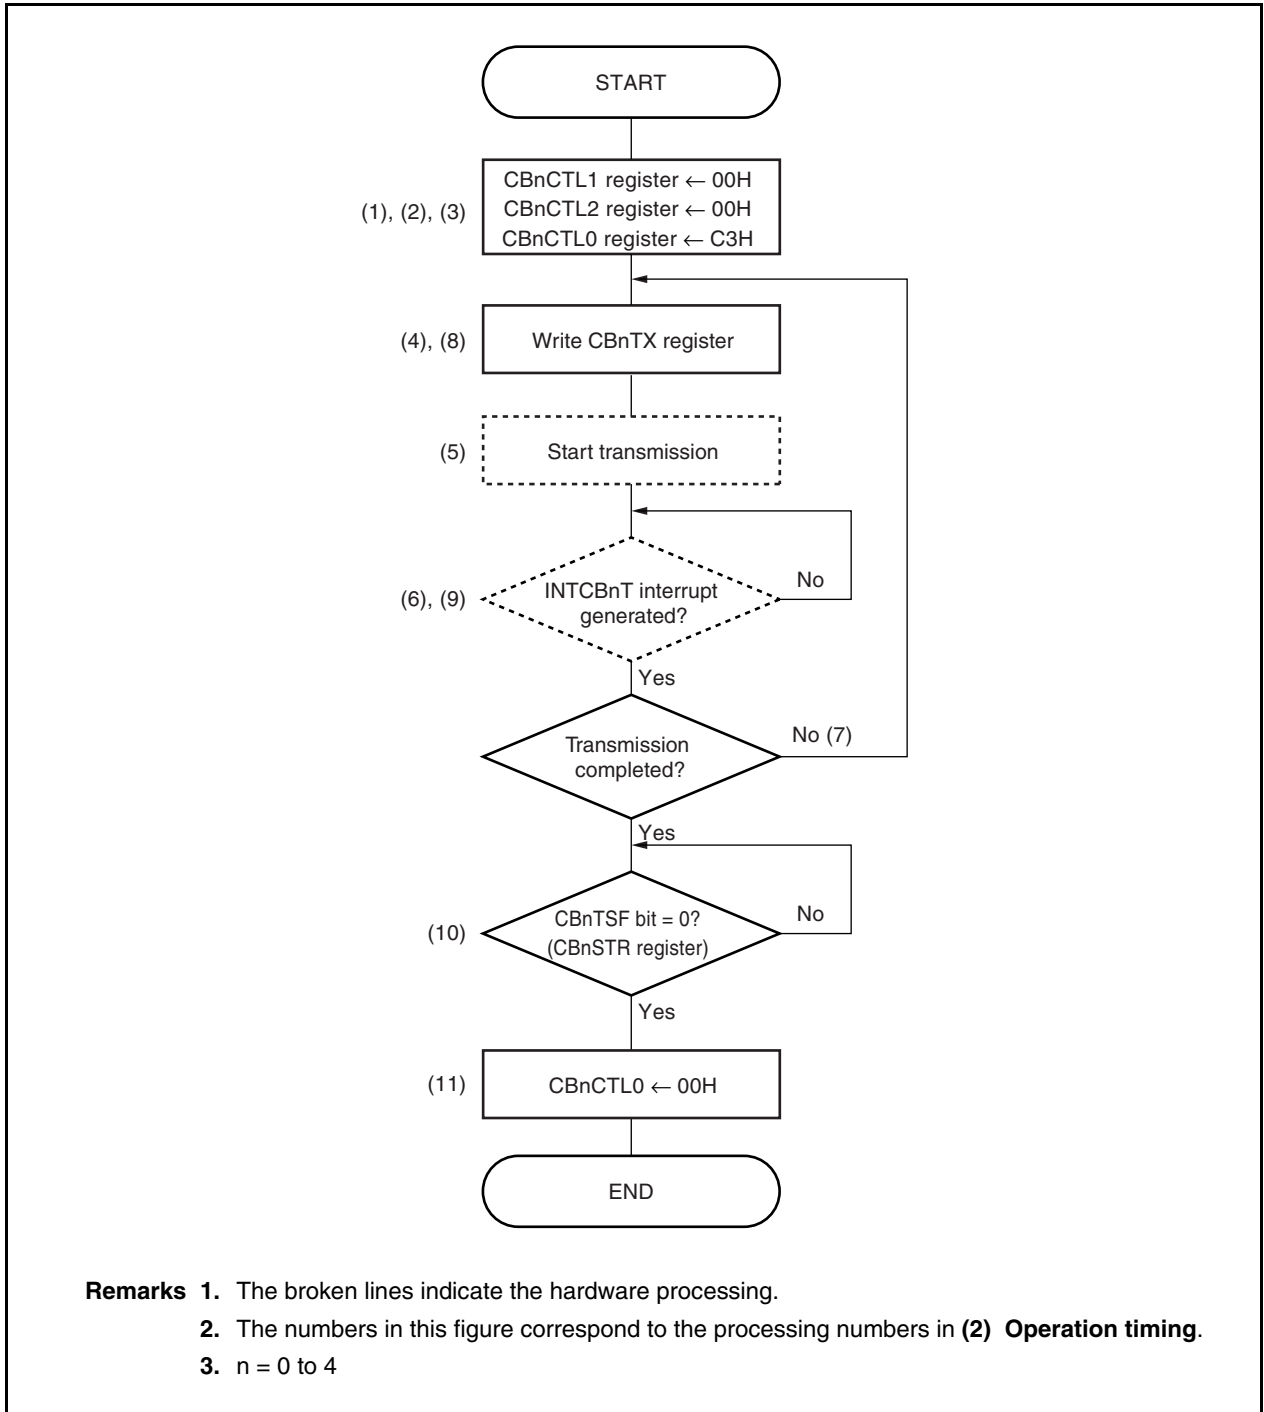 START
CBnCTL1 register ← 00H
(1), (2), (3)
CBnCTL2 register ← 00H
CBnCTL0 register ← C3H
(4), (8)
Write CBnTX register
(5)
Start transmission
(6), (9)
INTCBnT interrupt
generated?
No
Yes
Transmission
completed?
No (7)
Yes
(10)
CBnTSF bit = 0?
(CBnSTR register)
No
Yes
(11)
CBnCTL0 ← 00H
END
Remarks 1. The broken lines indicate the hardware processing.
2. The numbers in this figure correspond to the processing numbers in (2) Operation timing.
3. n = 0 to 4